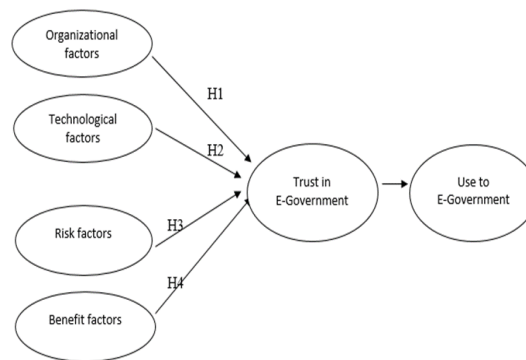 Organizational
factors
H1
Technological
factors
H2
Trust in
E-Government
Use to
E-Government
Risk factors
H3
H4
Benefit factors